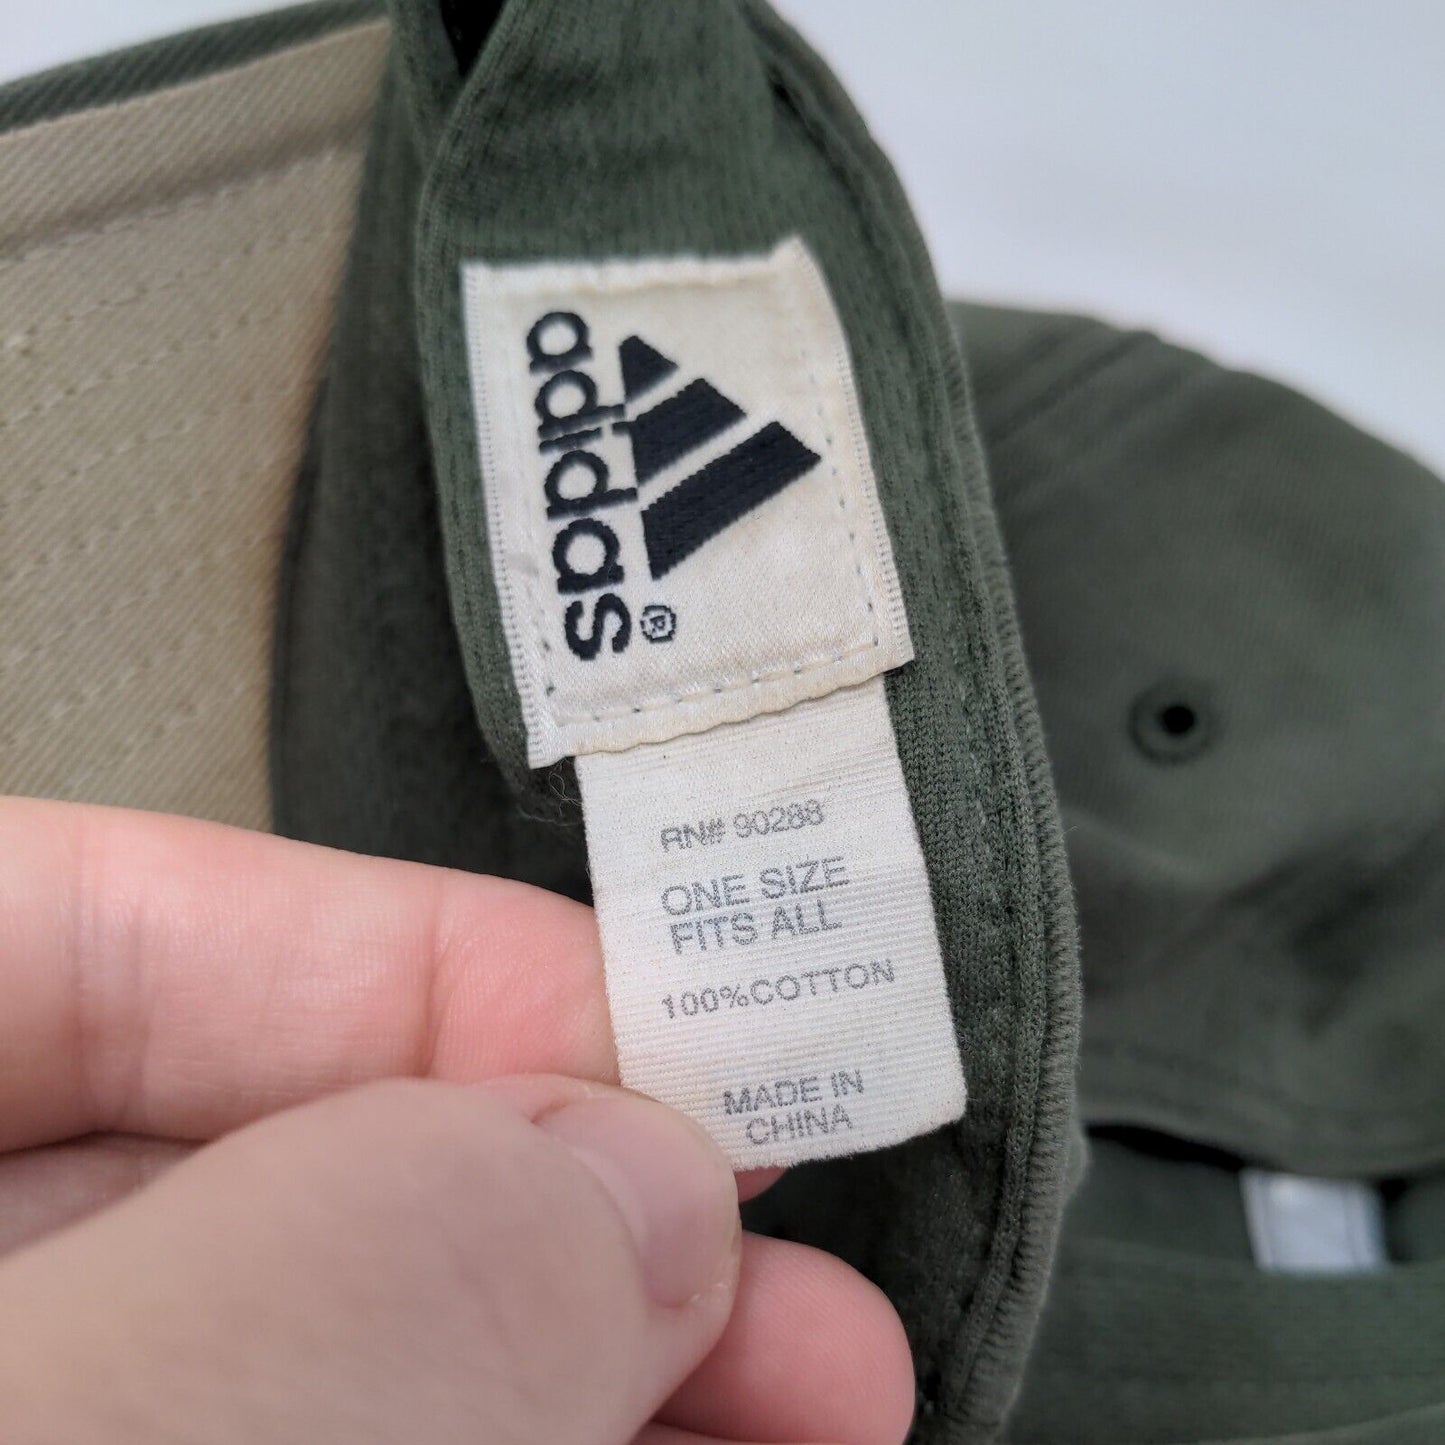 adidas
®
RN# 90288
ONE SIZE
FITS ALL
100%COTTON
MADE IN
CHINA